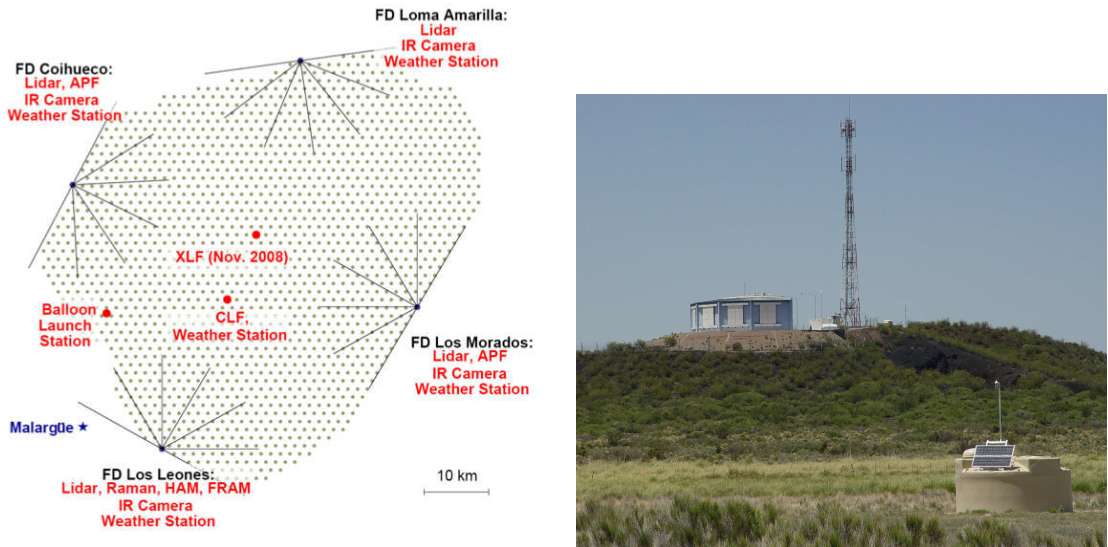 FD Loma Amarilla:
Lidar
IR Camera
Weather Station
FD Coihueco:
Lidar, APF
IR Camera
Weather Station
XLF (Nov. 2008)
Balloon
Launch
Station
CLF,
Weather Station
FD Los Morados:
Lidar, APF
IR Camera
Weather Station
Malargüe
FD Los Leones:
Lidar, Raman, HAM, FRAM
IR Camera
Weather Station
10 km